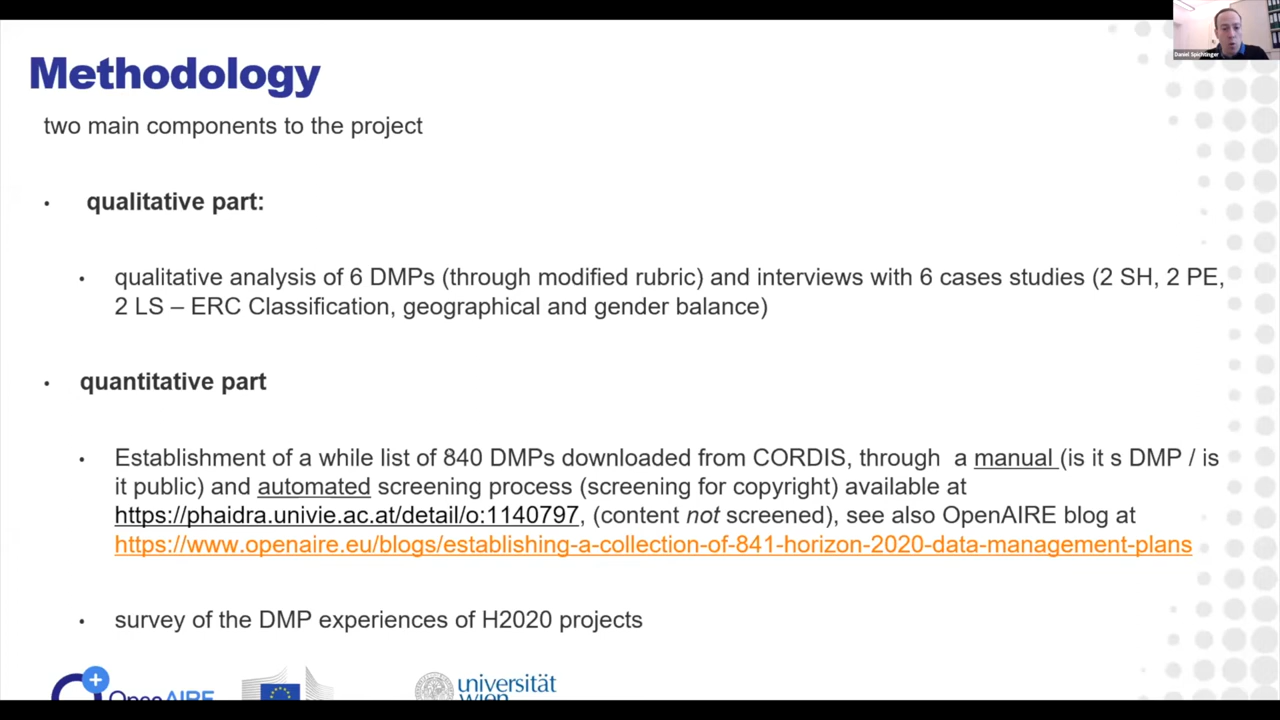 Methodology
Daniel Spichtinger
two main components to the project
• qualitative part:
• qualitative analysis of 6 DMPs (through modified rubric) and interviews with 6 cases studies (2 SH, 2 PE,
2 LS – ERC Classification, geographical and gender balance)
• quantitative part
• Establishment of a while list of 840 DMPs downloaded from CORDIS, through a manual (is it s DMP / is
it public) and automated screening process (screening for copyright) available at
https://phaidra.univie.ac.at/detail/o:1140797, (content not screened), see also OpenAIRE blog at
https://www.openaire.eu/blogs/establishing-a-collection-of-841-horizon-2020-data-management-plans
• survey of the DMP experiences of H2020 projects
OpenAIRE
universität
wien